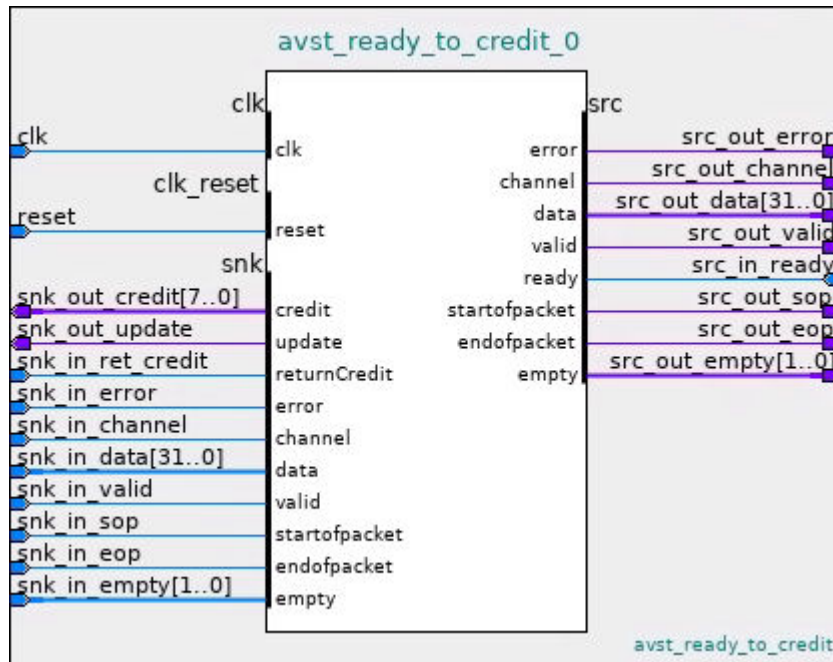 avst_ready_to_credit_0
clk
src
clk
clk
error
src_out_error
channel
src_out_channel
clk_reset
data
src_out_data[31..0]
reset
reset
valid
src_out_valid
snk
ready
src_in_ready
snk_out_credit[7..0]
credit
startofpacket
src_out_sop
snk_out_update
update
endofpacket
src_out_eop
snk_in_ret_credit
returnCredit
empty
src_out_empty[1..0]
snk_in_error
error
snk_in_channel
channel
snk_in_data[31..0]
data
snk_in_valid
valid
snk_in_sop
startofpacket
snk_in_eop
endofpacket
snk_in_empty[1..0]
empty
avst_ready_to_credit